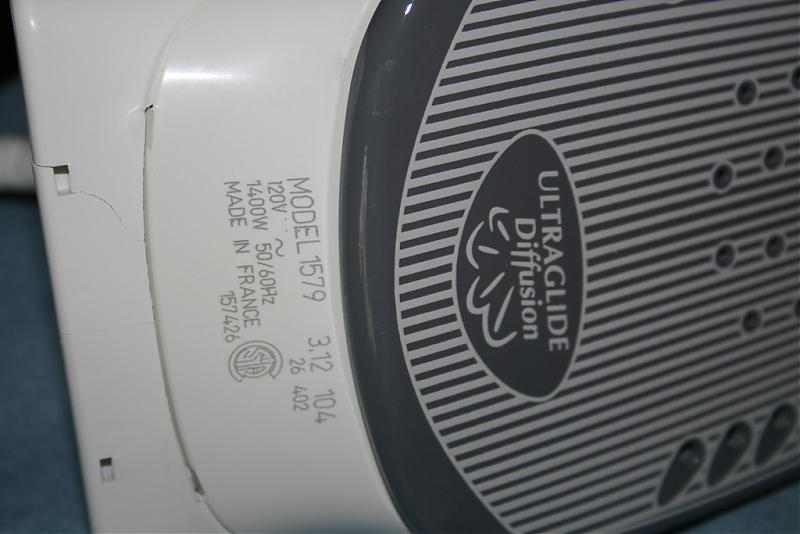 MODEL 1579 3.12 104
120V ~ 26 402
1400W 50/60Hz
MADE IN FRANCE
157426
ULTRAGLIDE
Diffusion